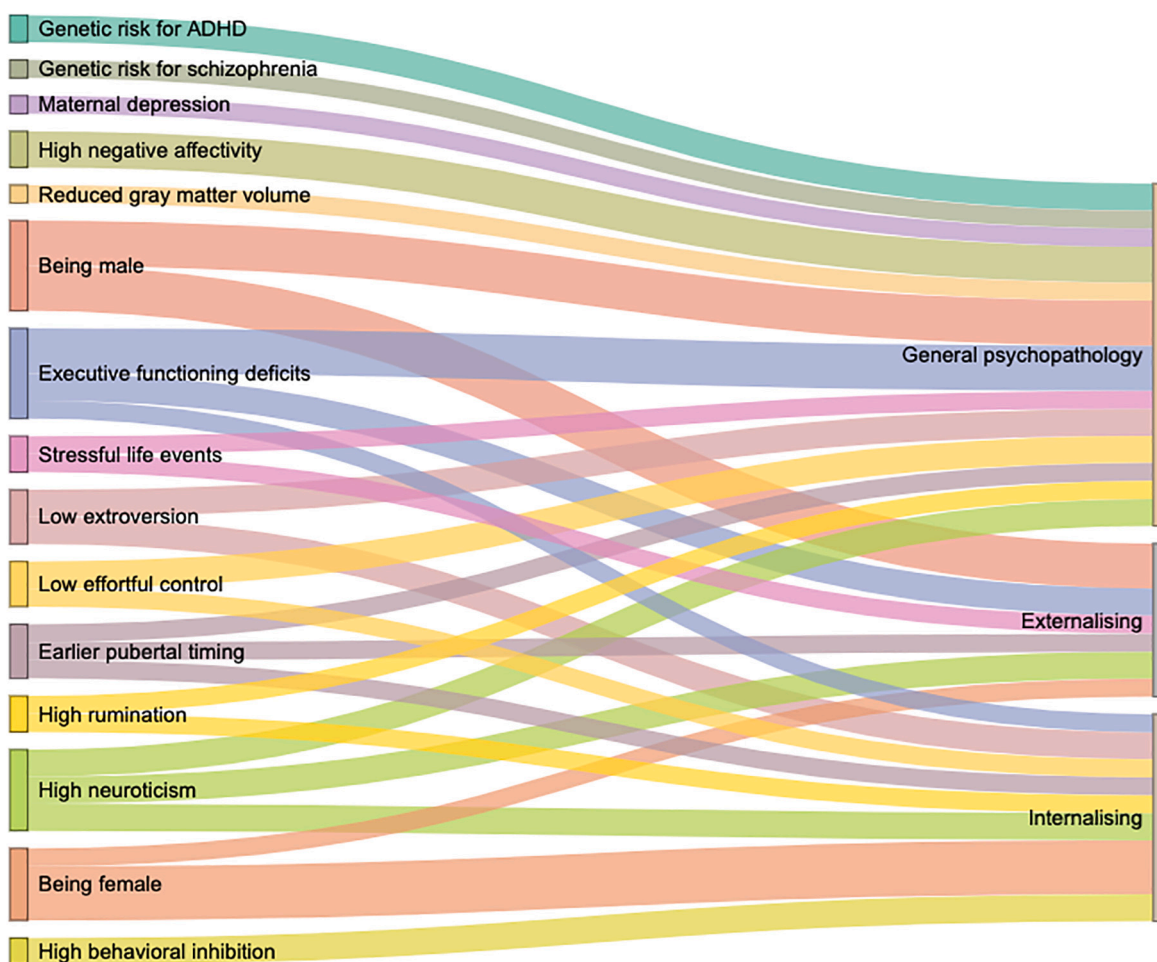 Genetic risk for ADHD
Genetic risk for schizophrenia
Maternal depression
High negative affectivity
Reduced gray matter volume
Being male
Executive functioning deficits
Stressful life events
Low extroversion
Low effortful control
Earlier pubertal timing
High rumination
High neuroticism
Being female
High behavioral inhibition
General psychopathology
Externalising
Internalising